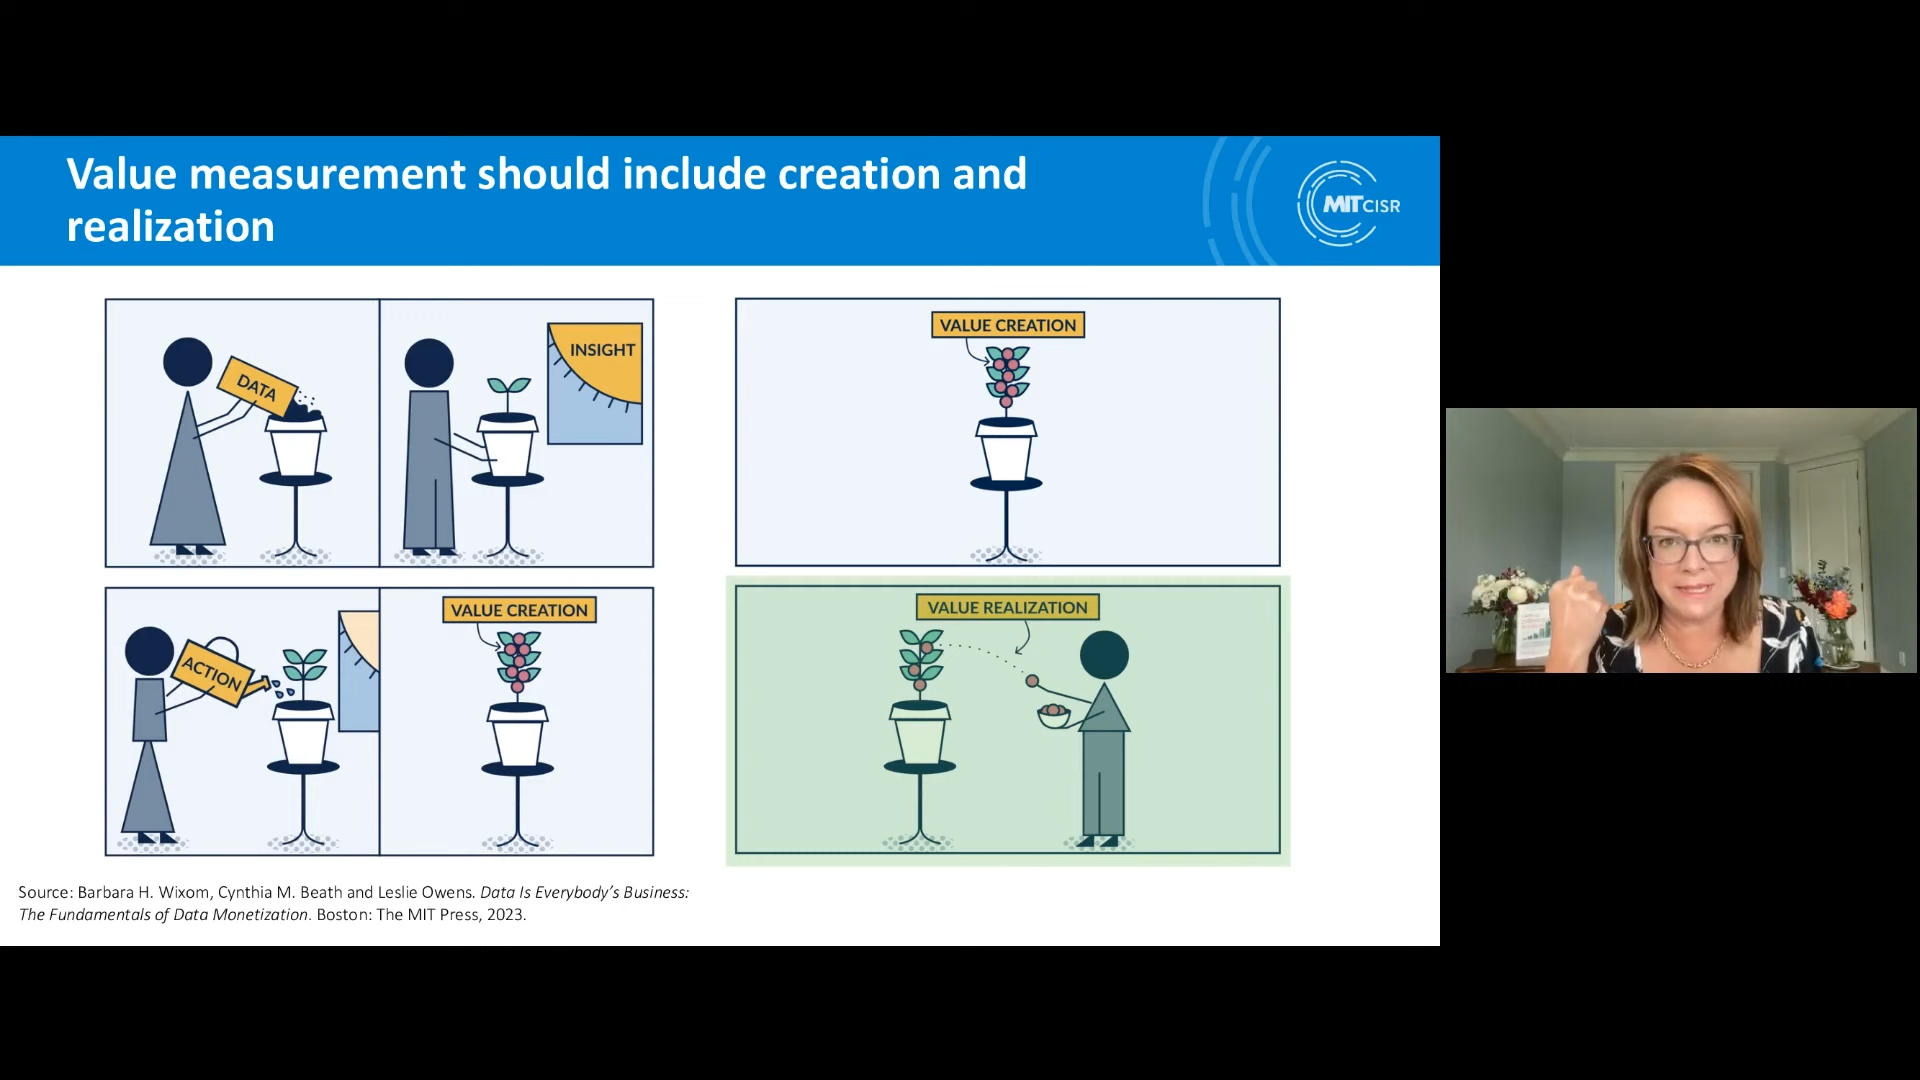 Value measurement should include creation and
realization
MIT CISR
DATA
INSIGHT
VALUE CREATION
ACTION
VALUE CREATION
VALUE REALIZATION
Source: Barbara H. Wixom, Cynthia M. Beath and Leslie Owens. Data Is Everybody’s Business:
The Fundamentals of Data Monetization. Boston: The MIT Press, 2023.